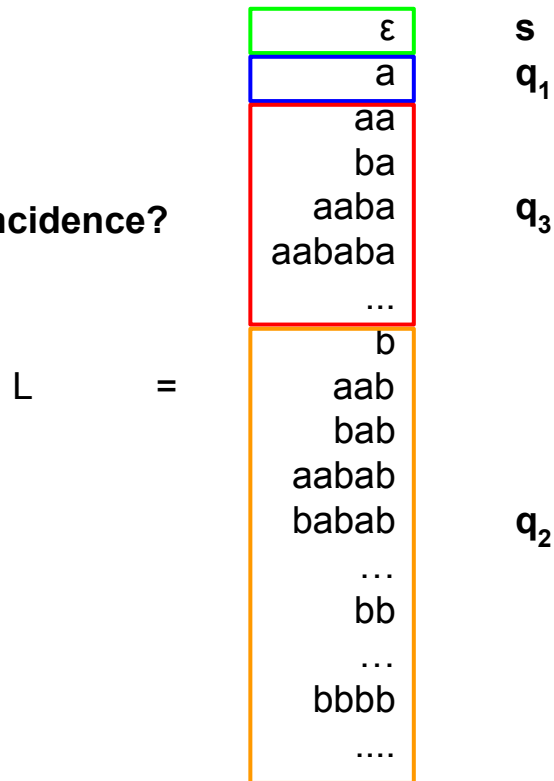 ε s
a q₁
aa
ba
ncidence? aaba q₃
aababa
...
b
L = aab
bab
aabab
babab q₂
...
bb
...
bbbb
....